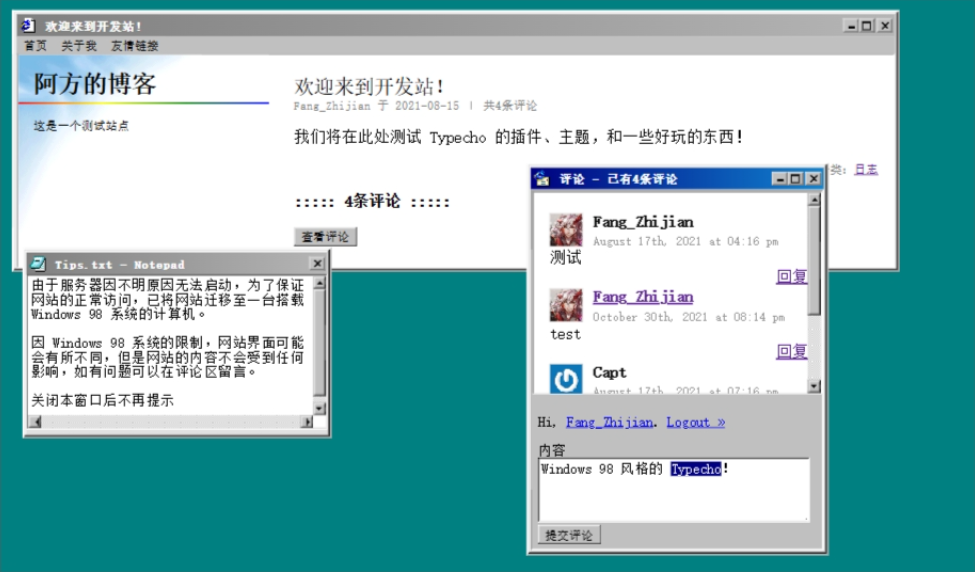 欢迎来到开发站！
首页 关于我 友情链接
阿方的博客
这是一个测试站点
欢迎来到开发站！
Fang_Zhijian 于 2021-08-15 | 共4条评论
我们将在此处测试 Typecho 的插件、主题，和一些好玩的东西！
类: 日志
::::: 4条评论 :::::
查看评论
Tips.txt - Notepad
由于服务器因不明原因无法启动，为了保证
网站的正常访问，已将网站迁移至一台搭载
Windows 98 系统的计算机。
因 Windows 98 系统的限制，网站界面可能
会有所不同，但是网站的内容不会受到任何
影响，如有问题可以在评论区留言。
关闭本窗口后不再提示
评论 - 已有4条评论
Fang_Zhijian
August 17th, 2021 at 04:16 pm
测试
回复
Fang_Zhijian
October 30th, 2021 at 08:14 pm
test
回复
Capt
August 17th, 2021 at 07:16 pm
Hi, Fang_Zhijian. Logout »
内容
Windows 98 风格的 Typecho!
提交评论